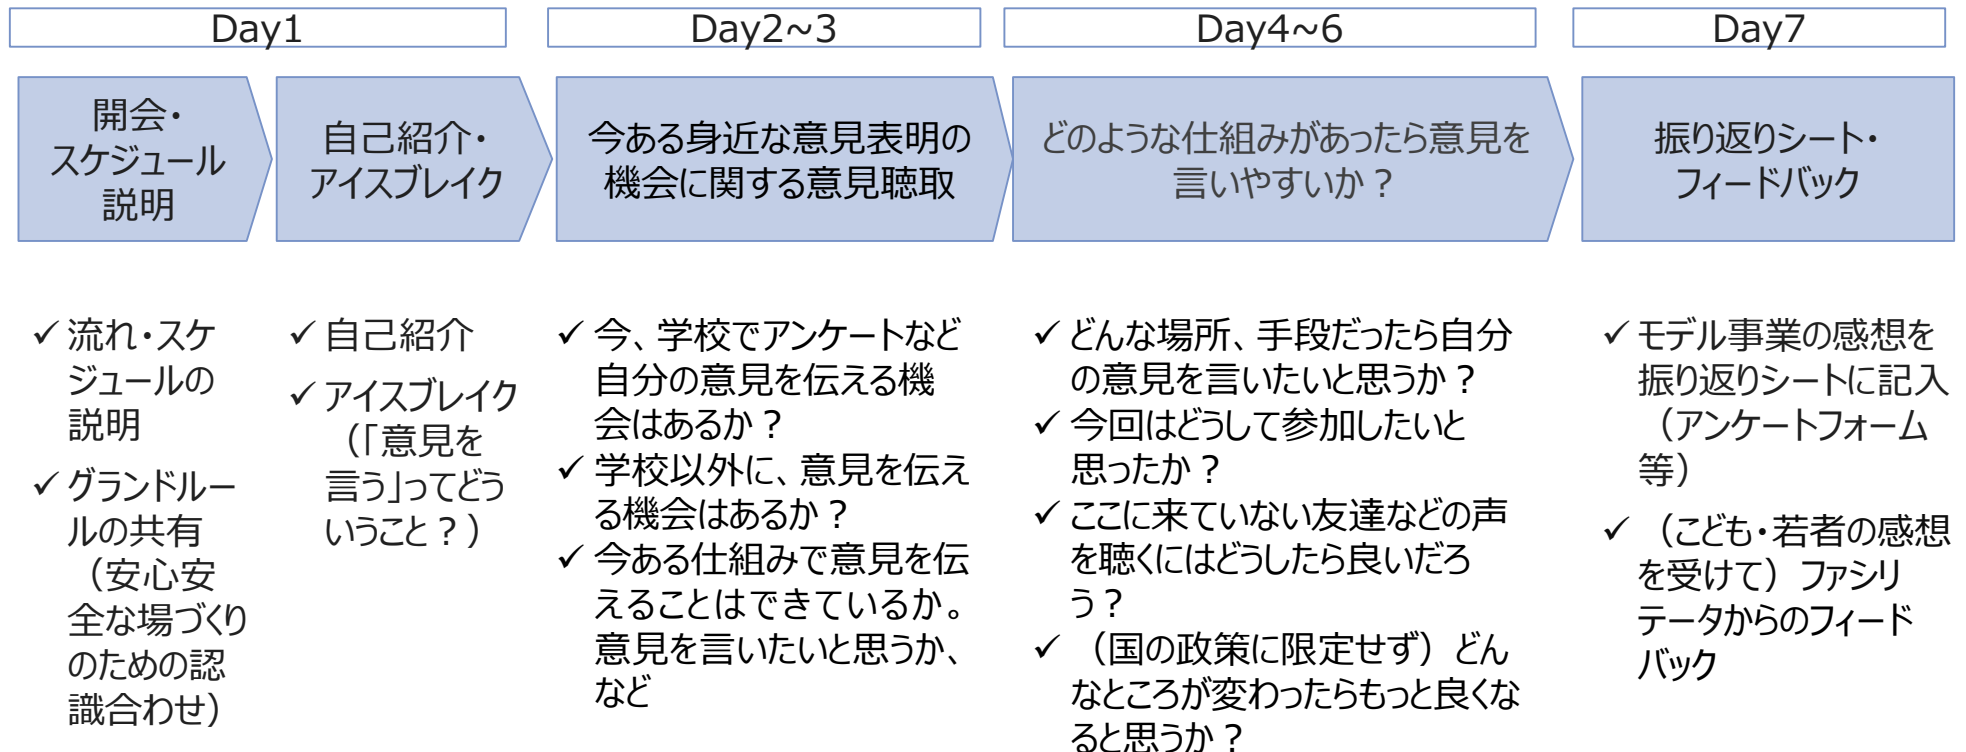 Day1
Day2~3
Day4~6
Day7
開会・
スケジュール
説明
自己紹介・
アイスブレイク
今ある身近な意見表明の
機会に関する意見聴取
どのような仕組みがあったら意見を
言いやすいか？
振り返りシート・
フィードバック
✓ 流れ・スケ
ジュールの
説明
✓ グランドルー
ルの共有
（安心安
全な場づくり
のための認
識合わせ）
✓ 自己紹介
✓ アイスブレイク
（「意見を
言う」ってどう
いうこと？）
✓ 今、学校でアンケートなど
自分の意見を伝える機
会はあるか？
✓ 学校以外に、意見を伝え
る機会はあるか？
✓ 今ある仕組みで意見を伝
えることはできているか。
意見を言いたいと思うか、
など
✓ どんな場所、手段だったら自分
の意見を言いたいと思うか？
✓ 今回はどうして参加したいと
思ったか？
✓ ここに来ていない友達などの声
を聴くにはどうしたら良いだろ
う？
✓ （国の政策に限定せず）どん
なところが変わったらもっと良くな
ると思うか？
✓ モデル事業の感想を
振り返りシートに記入
（アンケートフォーム
等）
✓ （こども・若者の感想
を受けて）ファシリ
テータからのフィード
バック